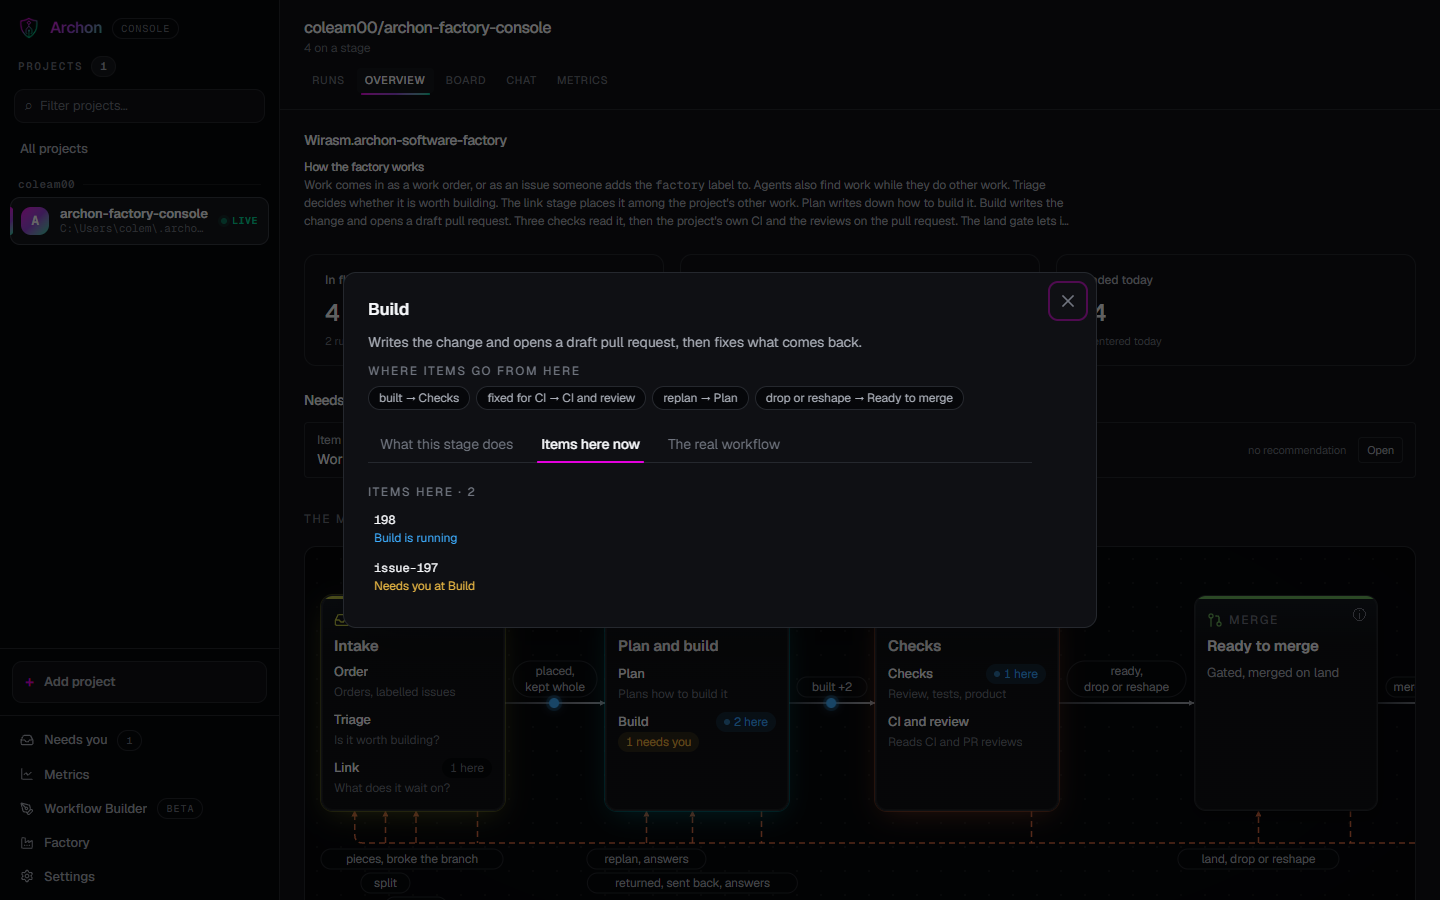 Archon
CONSOLE
PROJECTS 1
Filter projects...
All projects
coleam00
A
archon-factory-console
C:\Users\colem\.archo...
LIVE
Add project
Needs you 1
Metrics
Workflow Builder BETA
Factory
Settings
coleam00/archon-factory-console
4 on a stage
RUNS OVERVIEW BOARD CHAT METRICS
Wirasm.archon-software-factory
How the factory works
Work comes in as a work order, or as an issue someone adds the factory label to. Agents also find work while they do other work. Triage
decides whether it is worth building. The link stage places it among the project's other work. Plan writes down how to build it. Build writes the
change and opens a draft pull request. Three checks read it, then the project's own CI and the reviews on the pull request. The land gate lets i...
In f
4
2 ru
ded today
4
entered today
Needs
Item
Wor
no recommendation
Open
THE M
Build
Writes the change and opens a draft pull request, then fixes what comes back.
WHERE ITEMS GO FROM HERE
built → Checks
fixed for CI → CI and review
replan → Plan
drop or reshape → Ready to merge
What this stage does
Items here now
The real workflow
ITEMS HERE · 2
198
Build is running
issue-197
Needs you at Build
Intake
Order
Orders, labelled issues
Triage
Is it worth building?
Link
1 here
What does it wait on?
placed,
kept whole
Plan and build
Plan
Plans how to build it
Build
2 here
1 needs you
built +2
Checks
Checks
1 here
Review, tests, product
CI and review
Reads CI and PR reviews
ready,
drop or reshape
MERGE
Ready to merge
Gated, merged on land
mer
pieces, broke the branch
split
replan, answers
returned, sent back, answers
land, drop or reshape